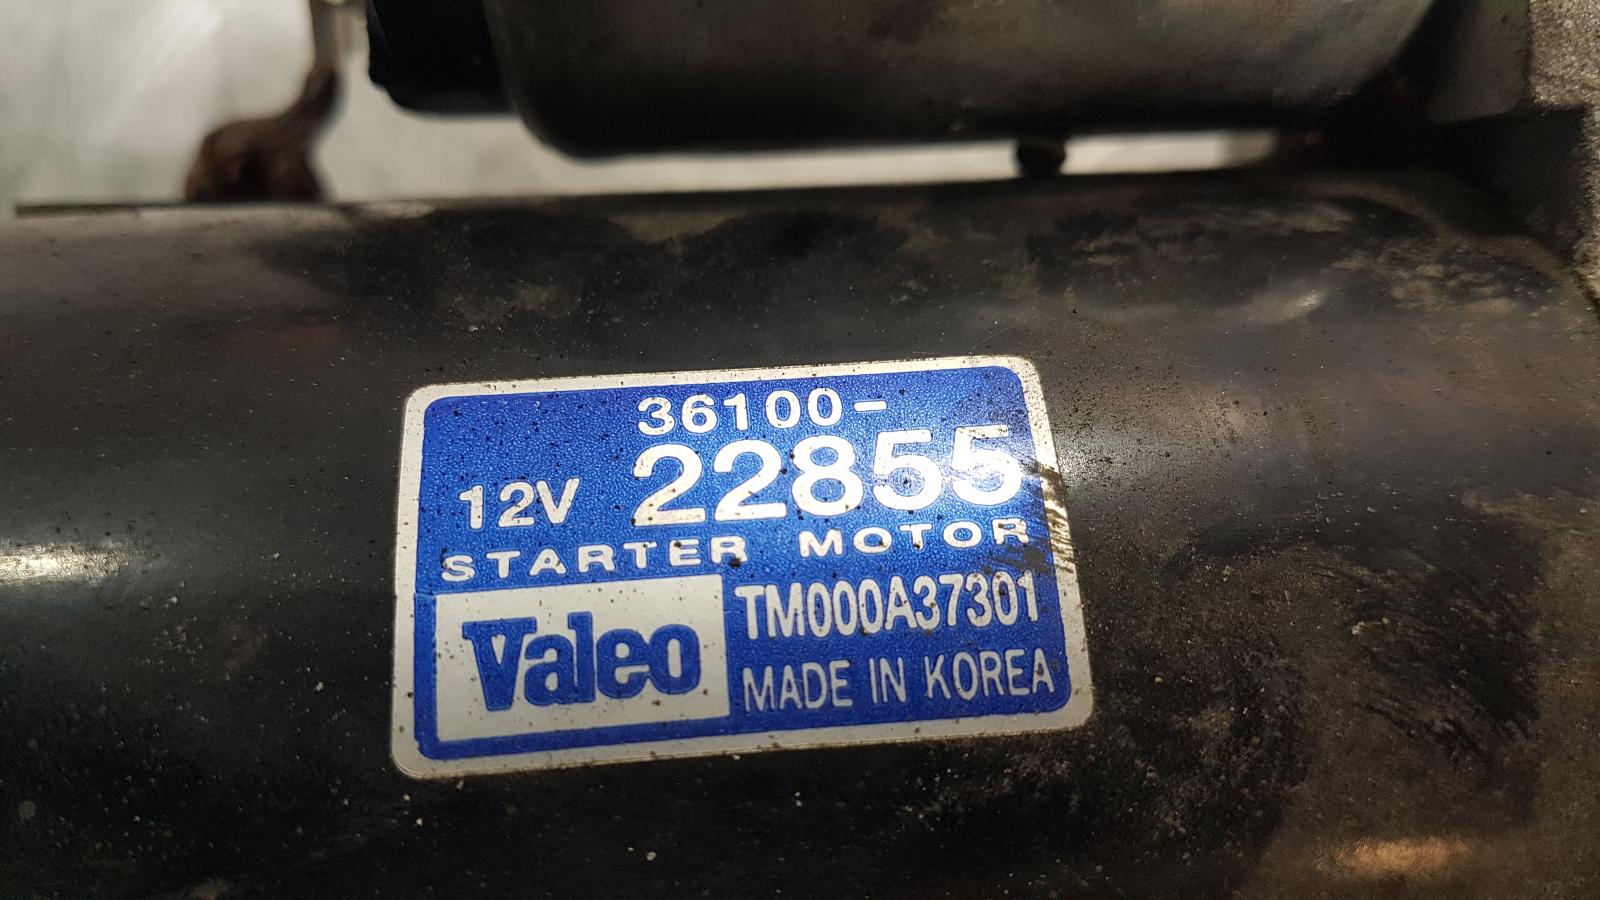 36100-
12V 22855
STARTER MOTOR
Valeo TM000A37301
MADE IN KOREA